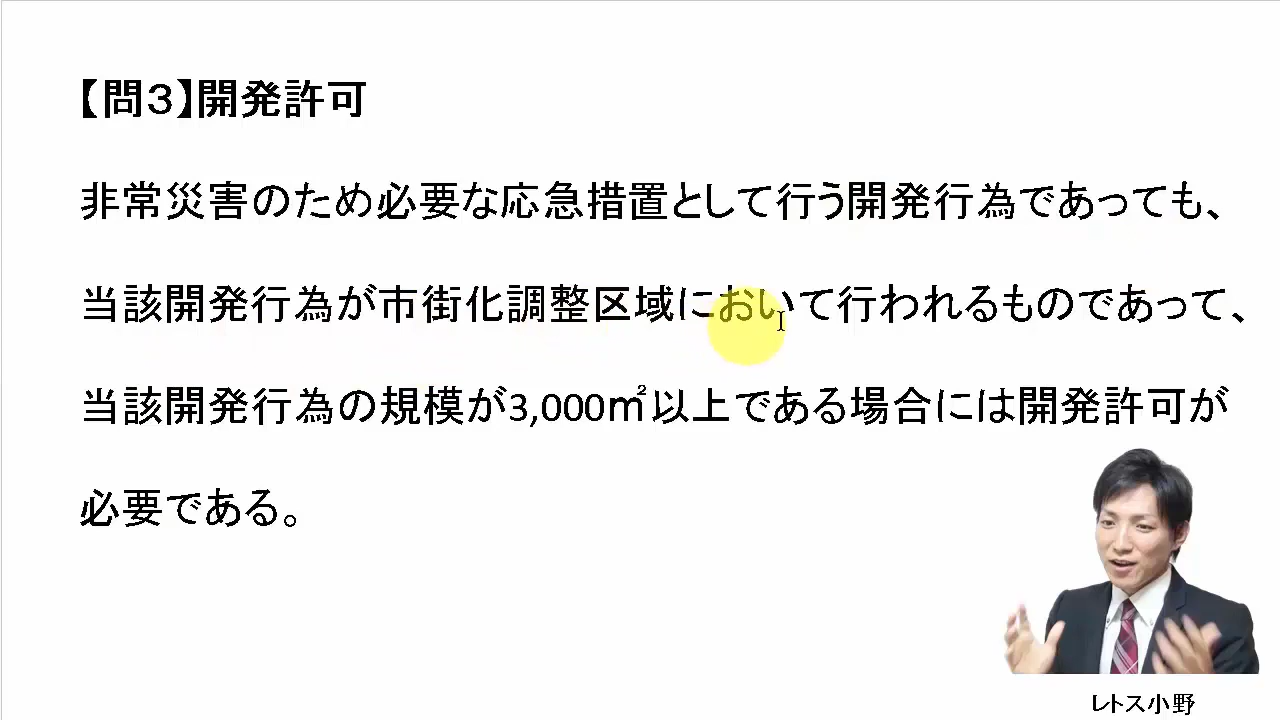 【問３】開発許可
非常災害のため必要な応急措置として行う開発行為であっても、
当該開発行為が市街化調整区域において行われるものであって、
当該開発行為の規模が3,000㎡以上である場合には開発許可が
必要である。
レトス小野